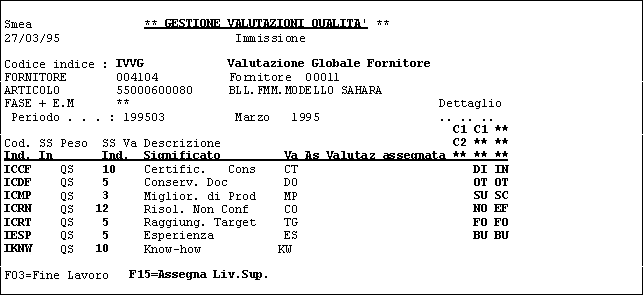 Smea ** GESTIONE VALUTAZIONI QUALITA' **
27/03/95 Immissione
Codice indice : IVVG Valutazione Globale Fornitore
FORNITORE 004104 Fornitore 00011
ARTICOLO 55000600080 BLL.FMM.MODELLO SAHARA
FASE + E.M ** Dettaglio
Periodo . . . : 199503 Marzo 1995 .. .. ..
C1 C1 **
Cod. SS Peso SS Va Descrizione C2 ** **
Ind. In Ind. Significato Va As Valutaz assegnata ** ** **
ICCF QS 10 Certific. Cons CT DI IN
ICDF QS 5 Conserv. Doc DO OT OT
ICMP QS 3 Miglior. di Prod MP SU SC
ICRN QS 12 Risol. Non Conf CO NO EF
ICRT QS 5 Raggiung. Target TG FO FO
IESP QS 5 Esperienza ES BU BU
IKNW QS 10 Know-how KW
F03=Fine Lavoro F15=Assegna Liv.Sup.